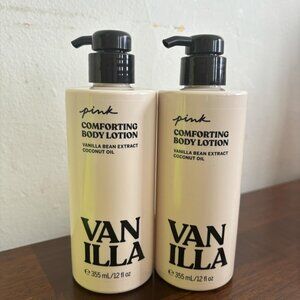 pink
COMFORTING
BODY LOTION
VANILLA BEAN EXTRACT
COCONUT OIL
VAN
ILLA
℮ 355 mL/12 fl oz
pink
COMFORTING
BODY LOTION
VANILLA BEAN EXTRACT
COCONUT OIL
VAN
ILLA
℮ 355 mL/12 fl oz